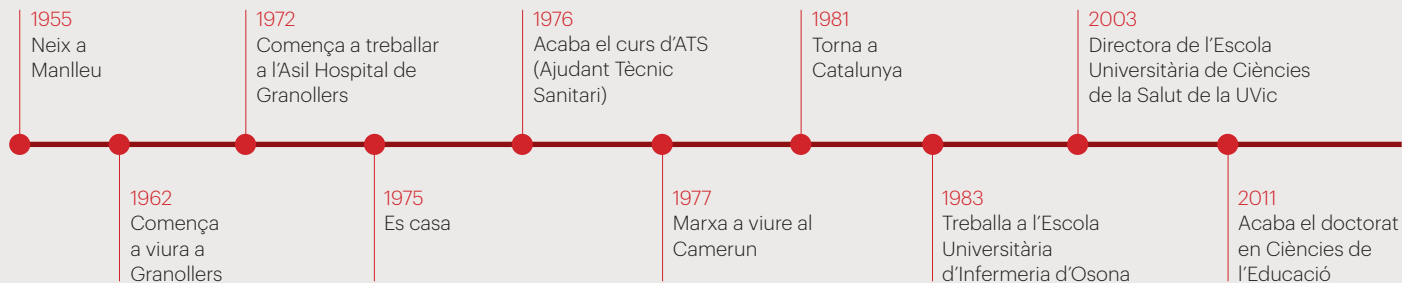 1955
Neix a
Manlleu
1962
Comença
a viura a
Granollers
1972
Comença a treballar
a l'Asil Hospital de
Granollers
1975
Es casa
1976
Acaba el curs d'ATS
(Ajudant Tècnic
Sanitari)
1977
Marxa a viure al
Camerun
1981
Torna a
Catalunya
1983
Treballa a l'Escola
Universitària
d'Infermeria d'Osona
2003
Directora de l'Escola
Universitària de Ciències
de la Salut de la UVic
2011
Acaba el doctorat
en Ciències de
l'Educació